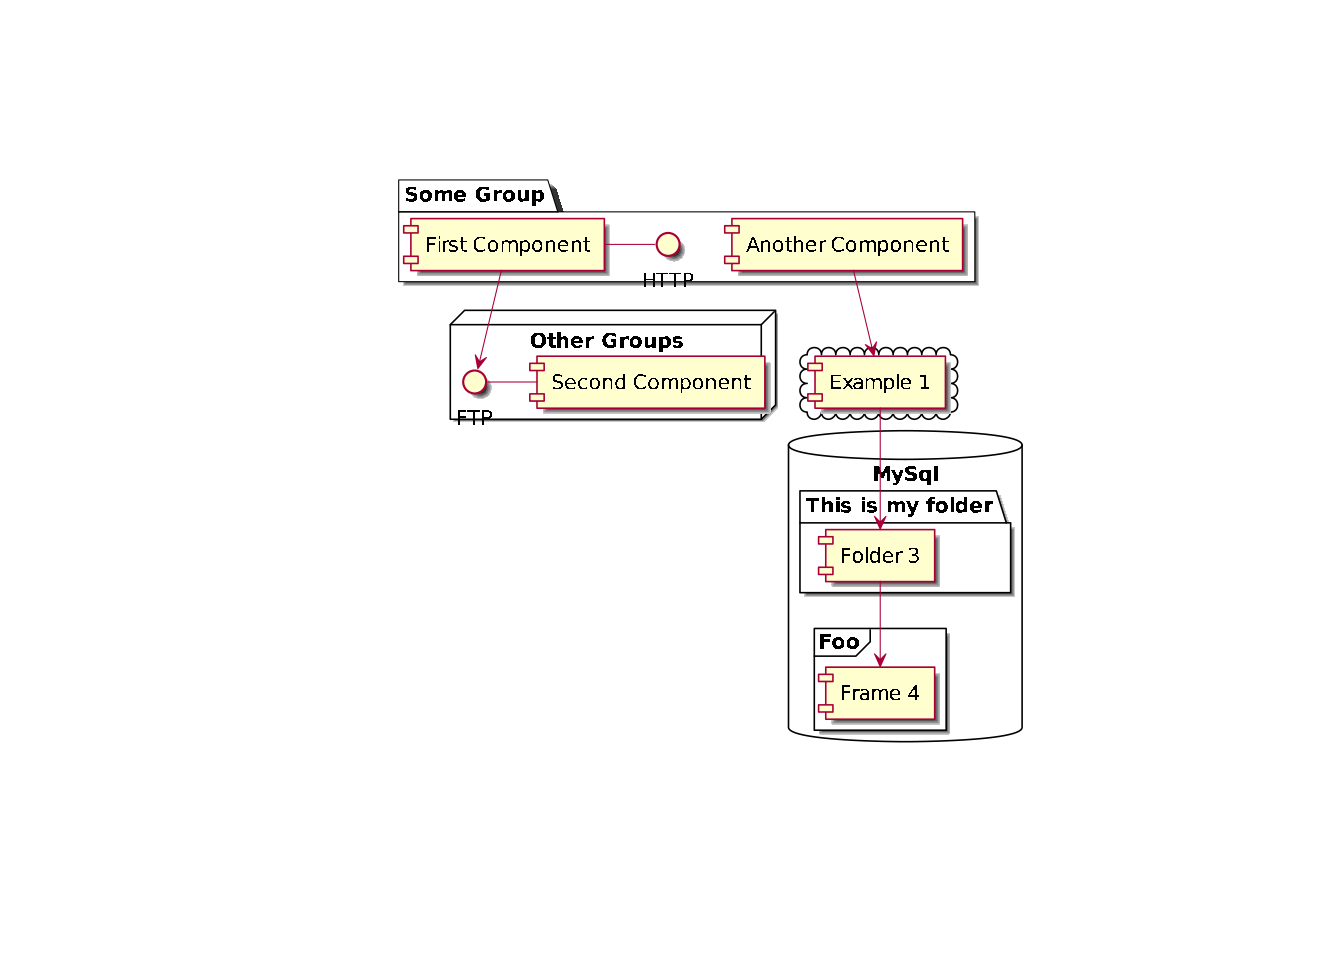 Some Group
First Component
HTTP
Another Component
Other Groups
FTP
Second Component
Example 1
MySql
This is my folder
Folder 3
Foo
Frame 4